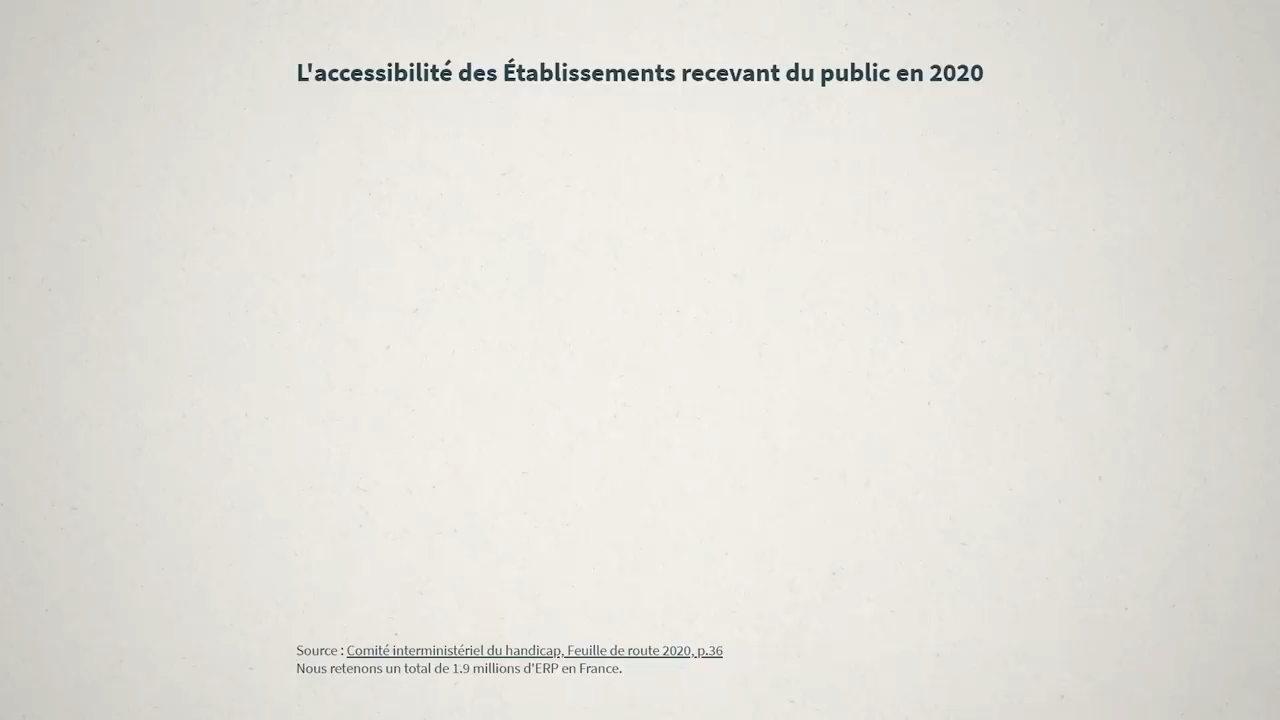 L'accessibilité des Établissements recevant du public en 2020
Source : Comité interministériel du handicap, Feuille de route 2020, p.36
Nous retenons un total de 1.9 millions d'ERP en France.